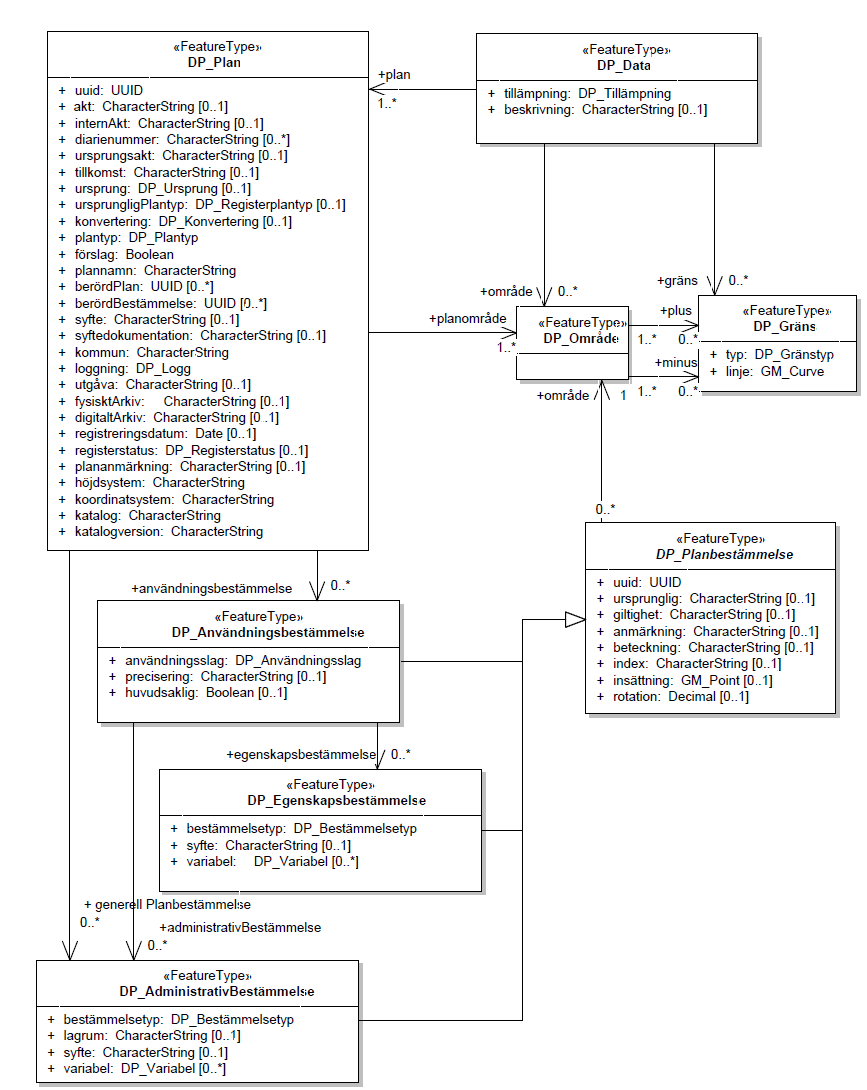 «FeatureType»
DP_Plan
+ uuid: UUID
+ akt: CharacterString [0..1]
+ internAkt: CharacterString [0..1]
+ diarienummer: CharacterString [0..*]
+ ursprungsakt: CharacterString [0..1]
+ tillkomst: CharacterString [0..1]
+ ursprung: DP_Ursprung [0..1]
+ ursprungligPlantyp: DP_Registerplantyp [0..1]
+ konvertering: DP_Konvertering [0..1]
+ plantyp: DP_Plantyp
+ förslag: Boolean
+ plannamn: CharacterString
+ berördPlan: UUID [0..*]
+ berördBestämmelse: UUID [0..*]
+ syfte: CharacterString [0..1]
+ syftedokumentation: CharacterString [0..1]
+ kommun: CharacterString
+ loggning: DP_Logg
+ utgåva: CharacterString [0..1]
+ fysisktArkiv: CharacterString [0..1]
+ digitaltArkiv: CharacterString [0..1]
+ registreringsdatum: Date [0..1]
+ registerstatus: DP_Registerstatus [0..1]
+ plananmärkning: CharacterString [0..1]
+ höjdsystem: CharacterString
+ koordinatsystem: CharacterString
+ katalog: CharacterString
+ katalogversion: CharacterString
+plan
1..*
«FeatureType»
DP_Data
+ tillämpning: DP_Tillämpning
+ beskrivning: CharacterString [0..1]
+område
0..*
+gräns
0..*
+planområde
1..*
«FeatureType»
DP_Område
+plus
1..*
0..*
+minus
1..*
0..*
«FeatureType»
DP_Gräns
+ typ: DP_Gränstyp
+ linje: GM_Curve
+område
1
0..*
«FeatureType»
DP_Planbestämmelse
+ uuid: UUID
+ ursprunglig: CharacterString [0..1]
+ giltighet: CharacterString [0..1]
+ anmärkning: CharacterString [0..1]
+ beteckning: CharacterString [0..1]
+ index: CharacterString [0..1]
+ insättning: GM_Point [0..1]
+ rotation: Decimal [0..1]
+användningsbestämmelse
0..*
«FeatureType»
DP_Användningsbestämmelse
+ användningsslag: DP_Användningsslag
+ precisering: CharacterString [0..1]
+ huvudsaklig: Boolean [0..1]
+egenskapsbestämmelse
0..*
«FeatureType»
DP_Egenskapsbestämmelse
+ bestämmelsetyp: DP_Bestämmelsetyp
+ syfte: CharacterString [0..1]
+ variabel: DP_Variabel [0..*]
+ generell Planbestämmelse
0..*
+administrativBestämmelse
0..*
«FeatureType»
DP_AdministrativBestämmelse
+ bestämmelsetyp: DP_Bestämmelsetyp
+ lagrum: CharacterString [0..1]
+ syfte: CharacterString [0..1]
+ variabel: DP_Variabel [0..*]